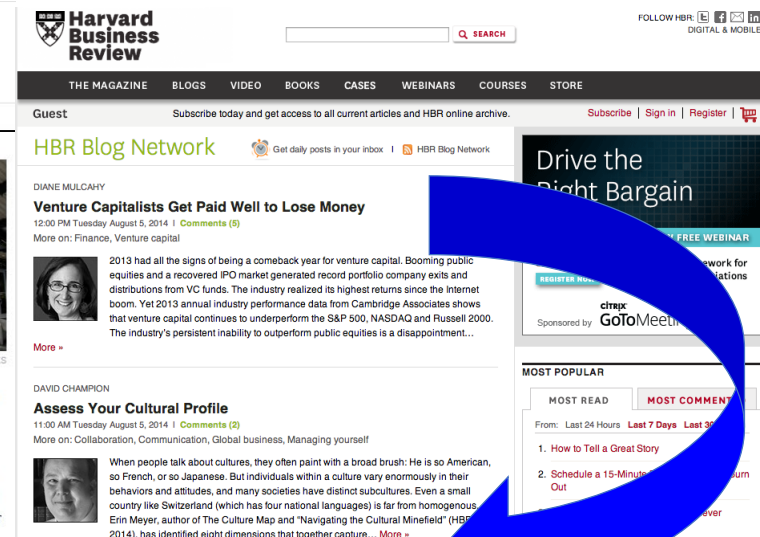 Harvard
Business
Review
SEARCH
FOLLOW HBR:
DIGITAL & MOBILE
THE MAGAZINE BLOGS VIDEO BOOKS CASES WEBINARS COURSES STORE
Guest
Subscribe today and get access to all current articles and HBR online archive.
Subscribe | Sign in | Register |
HBR Blog Network
Get daily posts in your inbox | HBR Blog Network
DIANE MULCAHY
Venture Capitalists Get Paid Well to Lose Money
12:00 PM Tuesday August 5, 2014 | Comments (5)
More on: Finance, Venture capital
2013 had all the signs of being a comeback year for venture capital. Booming public
equities and a recovered IPO market generated record portfolio company exits and
distributions from VC funds. The industry realized its highest returns since the Internet
boom. Yet 2013 annual industry performance data from Cambridge Associates shows
that venture capital continues to underperform the S&P 500, NASDAQ and Russell 2000.
The industry's persistent inability to outperform public equities is a disappointment…
More »
DAVID CHAMPION
Assess Your Cultural Profile
11:00 AM Tuesday August 5, 2014 | Comments (2)
More on: Collaboration, Communication, Global business, Managing yourself
When people talk about cultures, they often paint with a broad brush: He is so American,
so French, or so Japanese. But individuals within a culture vary enormously in their
behaviors and attitudes, and many societies have distinct subcultures. Even a small
country like Switzerland (which has four national languages) is far from homogenous.
Erin Meyer, author of The Culture Map and "Navigating the Cultural Minefield" (HBR
2014), has identified eight dimensions that together capture… More »
Drive the
Right Bargain
FREE WEBINAR
REGISTER
Sponsored by
citrix
GoToMeeti
MOST POPULAR
MOST READ
MOST COMMENT
From: Last 24 Hours Last 7 Days Last 30
1. How to Tell a Great Story
2. Schedule a 15-Minute
Out